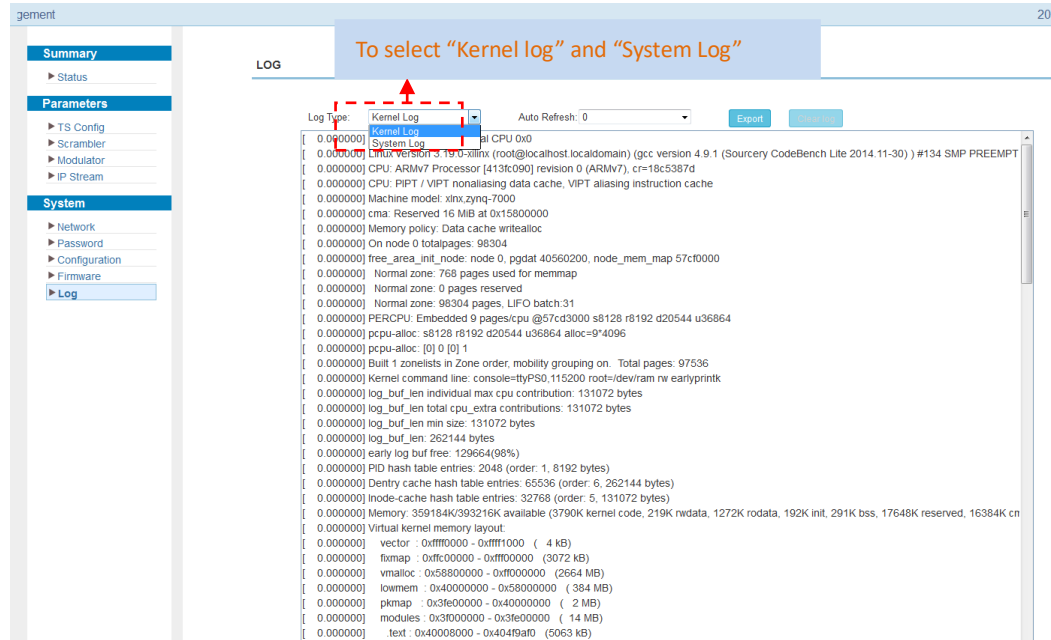 gement
20
Summary
Status
Parameters
TS Config
Scrambler
Modulator
IP Stream
System
Network
Password
Configuration
Firmware
Log
To select “Kernel log” and “System Log”
LOG
Log Type: Kernel Log Auto Refresh: 0 Export Clear log
Kernel Log
System Log
[ 0.000000] al CPU 0x0
[ 0.000000] Linux version 3.19.0-xilinx (root@localhost.localdomain) (gcc version 4.9.1 (Sourcery CodeBench Lite 2014.11-30) ) #134 SMP PREEMPT
[ 0.000000] CPU: ARMv7 Processor [413fc090] revision 0 (ARMv7), cr=18c5387d
[ 0.000000] CPU: PIPT / VIPT nonaliasing data cache, VIPT aliasing instruction cache
[ 0.000000] Machine model: xlnx,zynq-7000
[ 0.000000] cma: Reserved 16 MiB at 0x15800000
[ 0.000000] Memory policy: Data cache writealloc
[ 0.000000] On node 0 totalpages: 98304
[ 0.000000] free_area_init_node: node 0, pgdat 40560200, node_mem_map 57cf0000
[ 0.000000] Normal zone: 768 pages used for memmap
[ 0.000000] Normal zone: 0 pages reserved
[ 0.000000] Normal zone: 98304 pages, LIFO batch:31
[ 0.000000] PERCPU: Embedded 9 pages/cpu @57cd3000 s8128 r8192 d20544 u36864
[ 0.000000] pcpu-alloc: s8128 r8192 d20544 u36864 alloc=9*4096
[ 0.000000] pcpu-alloc: [0] 0 [0] 1
[ 0.000000] Built 1 zonelists in Zone order, mobility grouping on. Total pages: 97536
[ 0.000000] Kernel command line: console=ttyPS0,115200 root=/dev/ram rw earlyprintk
[ 0.000000] log_buf_len individual max cpu contribution: 131072 bytes
[ 0.000000] log_buf_len total cpu_extra contributions: 131072 bytes
[ 0.000000] log_buf_len min size: 131072 bytes
[ 0.000000] log_buf_len: 262144 bytes
[ 0.000000] early log buf free: 129664(98%)
[ 0.000000] PID hash table entries: 2048 (order: 1, 8192 bytes)
[ 0.000000] Dentry cache hash table entries: 65536 (order: 6, 262144 bytes)
[ 0.000000] Inode-cache hash table entries: 32768 (order: 5, 131072 bytes)
[ 0.000000] Memory: 359184K/393216K available (3790K kernel code, 219K rwdata, 1272K rodata, 192K init, 291K bss, 17648K reserved, 16384K cm
[ 0.000000] Virtual kernel memory layout:
[ 0.000000] vector : 0xffff0000 - 0xffff1000 ( 4 kB)
[ 0.000000] fixmap : 0xffc00000 - 0xfff00000 (3072 kB)
[ 0.000000] vmalloc : 0x58800000 - 0xff000000 (2664 MB)
[ 0.000000] lowmem : 0x40000000 - 0x58000000 ( 384 MB)
[ 0.000000] pkmap : 0x3fe00000 - 0x40000000 ( 2 MB)
[ 0.000000] modules : 0x3f000000 - 0x3fe00000 ( 14 MB)
[ 0.000000] .text : 0x40008000 - 0x404f9af0 (5063 kB)